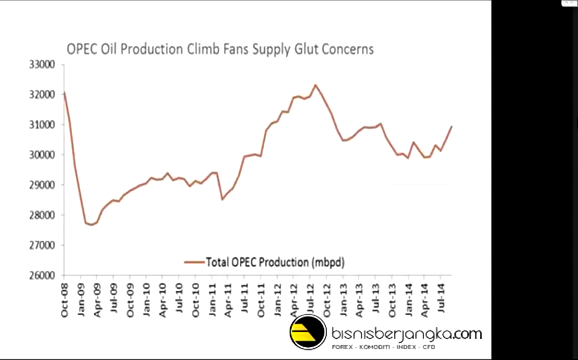 OPEC Oil Production Climb Fans Supply Glut Concerns
33000
32000
31000
30000
29000
28000
27000
26000
Total OPEC Production (mbpd)
Oct-08
Jan-09
Apr-09
Jul-09
Oct-09
Jan-10
Apr-10
Jul-10
Oct-10
Jan-11
Apr-11
Jul-11
Oct-11
Jan-12
Apr-12
Jul-12
Oct-12
Jan-13
Apr-13
Jul-13
Oct-13
Jan-14
Apr-14
Jul-14
bisnisberjangka.com
FOREX - KOMODITI - INDEX - CFD